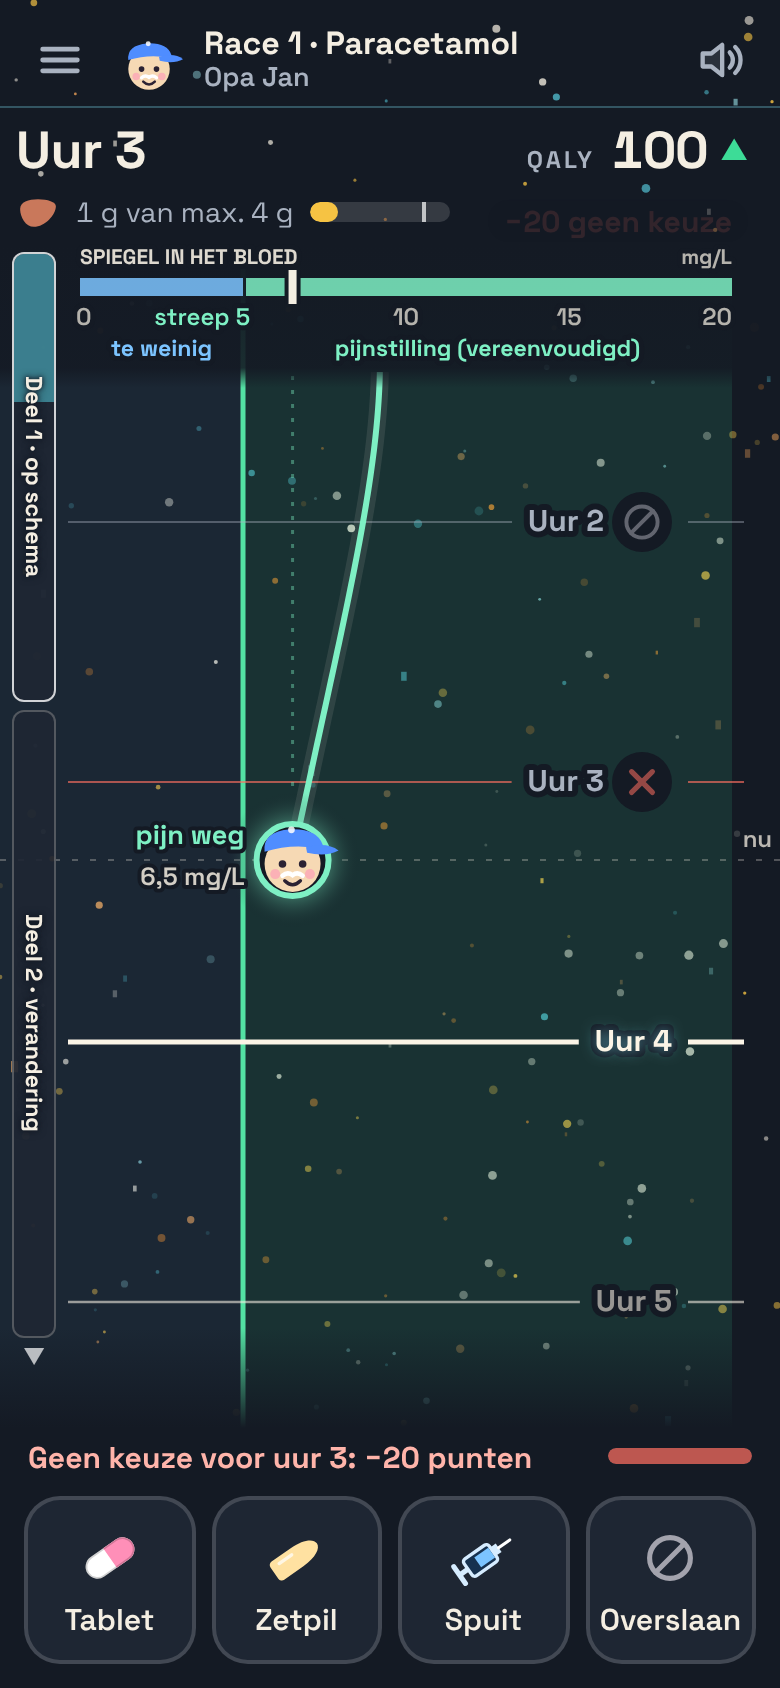 Race 1 · Paracetamol
Opa Jan
Uur 3
QALY 100
1 g van max. 4 g
−20 geen keuze
SPIEGEL IN HET BLOED
mg/L
0
streep 5
10
15
20
te weinig
pijnstilling (vereenvoudigd)
Deel 1 · op schema
Uur 2
Uur 3
pijn weg
nu
6,5 mg/L
Deel 2 · verandering
Uur 4
Uur 5
Geen keuze voor uur 3: −20 punten
Tablet
Zetpil
Spuit
Overslaan